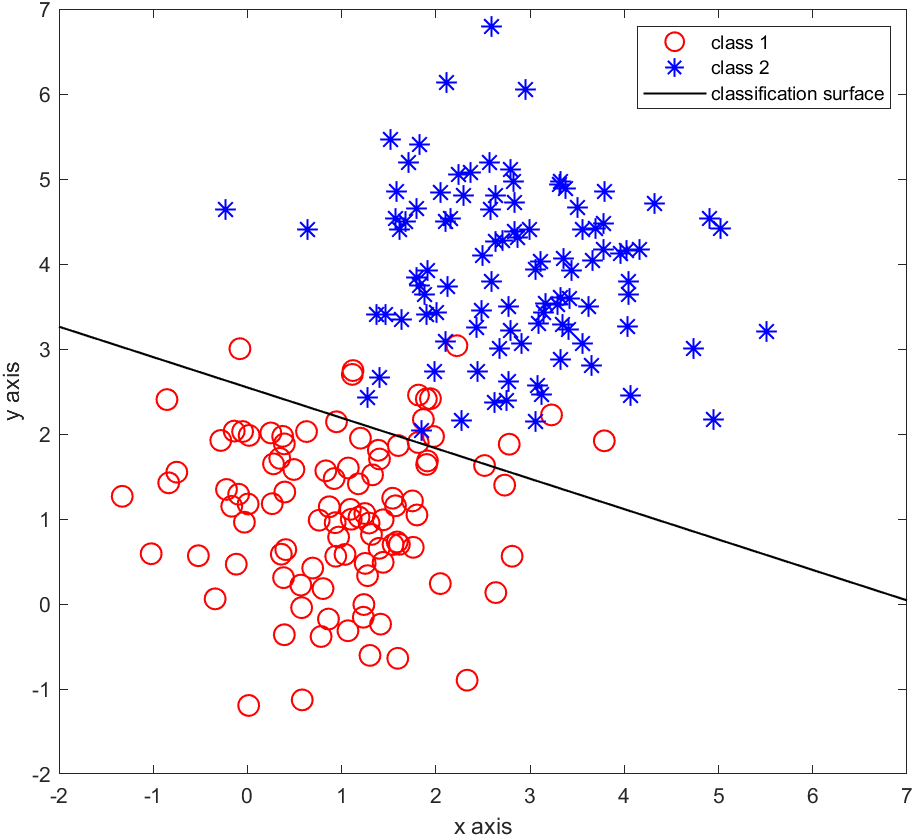 class 1
class 2
classification surface
7
6
5
4
3
2
1
0
-1
-2
y axis
-2 -1 0 1 2 3 4 5 6 7
x axis